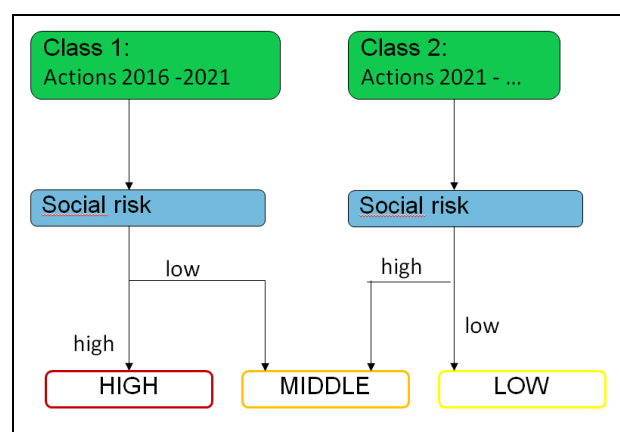 Class 1:
Actions 2016 -2021
Class 2:
Actions 2021 - ...
Social risk
Social risk
low
high
high
low
HIGH
MIDDLE
LOW